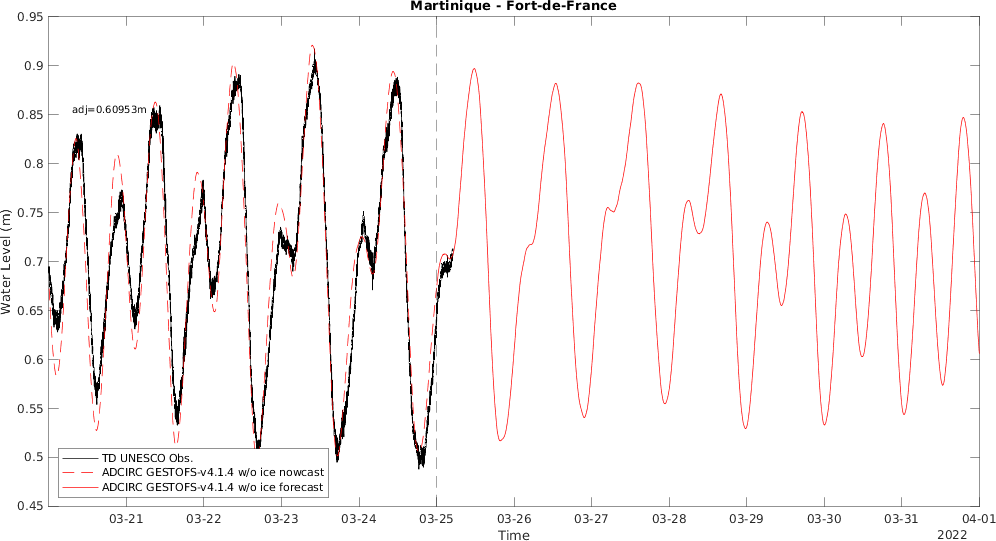 Martinique - Fort-de-France
0.95
0.9
0.85
0.8
0.75
0.7
0.65
0.6
0.55
0.5
0.45
Water Level (m)
adj=0.60953m
TD UNESCO Obs.
ADCIRC GESTOFS-v4.1.4 w/o ice nowcast
ADCIRC GESTOFS-v4.1.4 w/o ice forecast
03-21 03-22 03-23 03-24 03-25 03-26 03-27 03-28 03-29 03-30 03-31 04-01
Time
2022